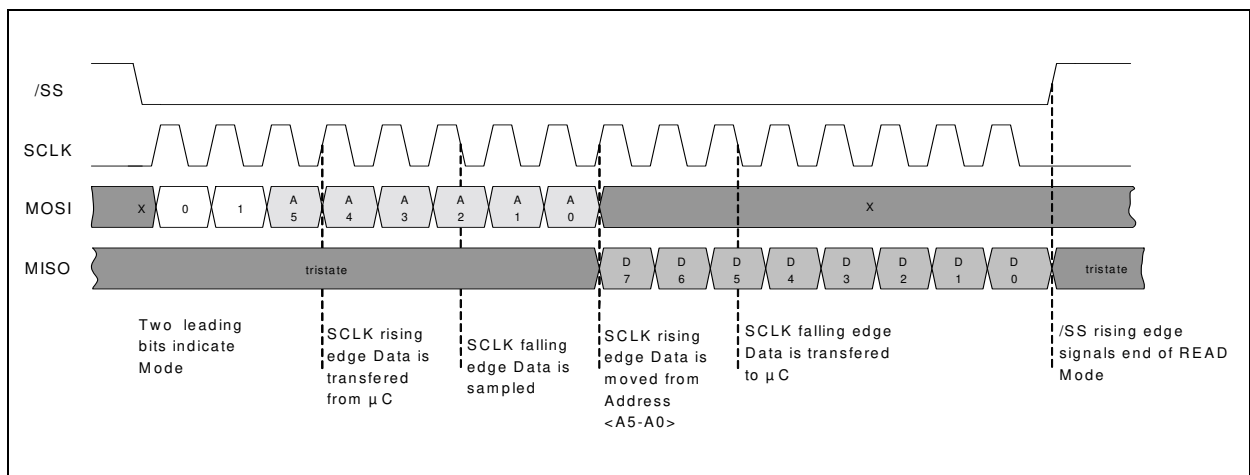 /SS
SCLK
MOSI
X
0
1
A
5
A
4
A
3
A
2
A
1
A
0
X
MISO
tristate
D
7
D
6
D
5
D
4
D
3
D
2
D
1
D
0
tristate
Two leading
bits indicate
Mode
SCLK rising
edge Data is
transfered
from µC
SCLK falling
edge Data is
sampled
SCLK rising
edge Data is
moved from
Address
<A5-A0>
SCLK falling edge
Data is transfered
to µC
/SS rising edge
signals end of READ
Mode